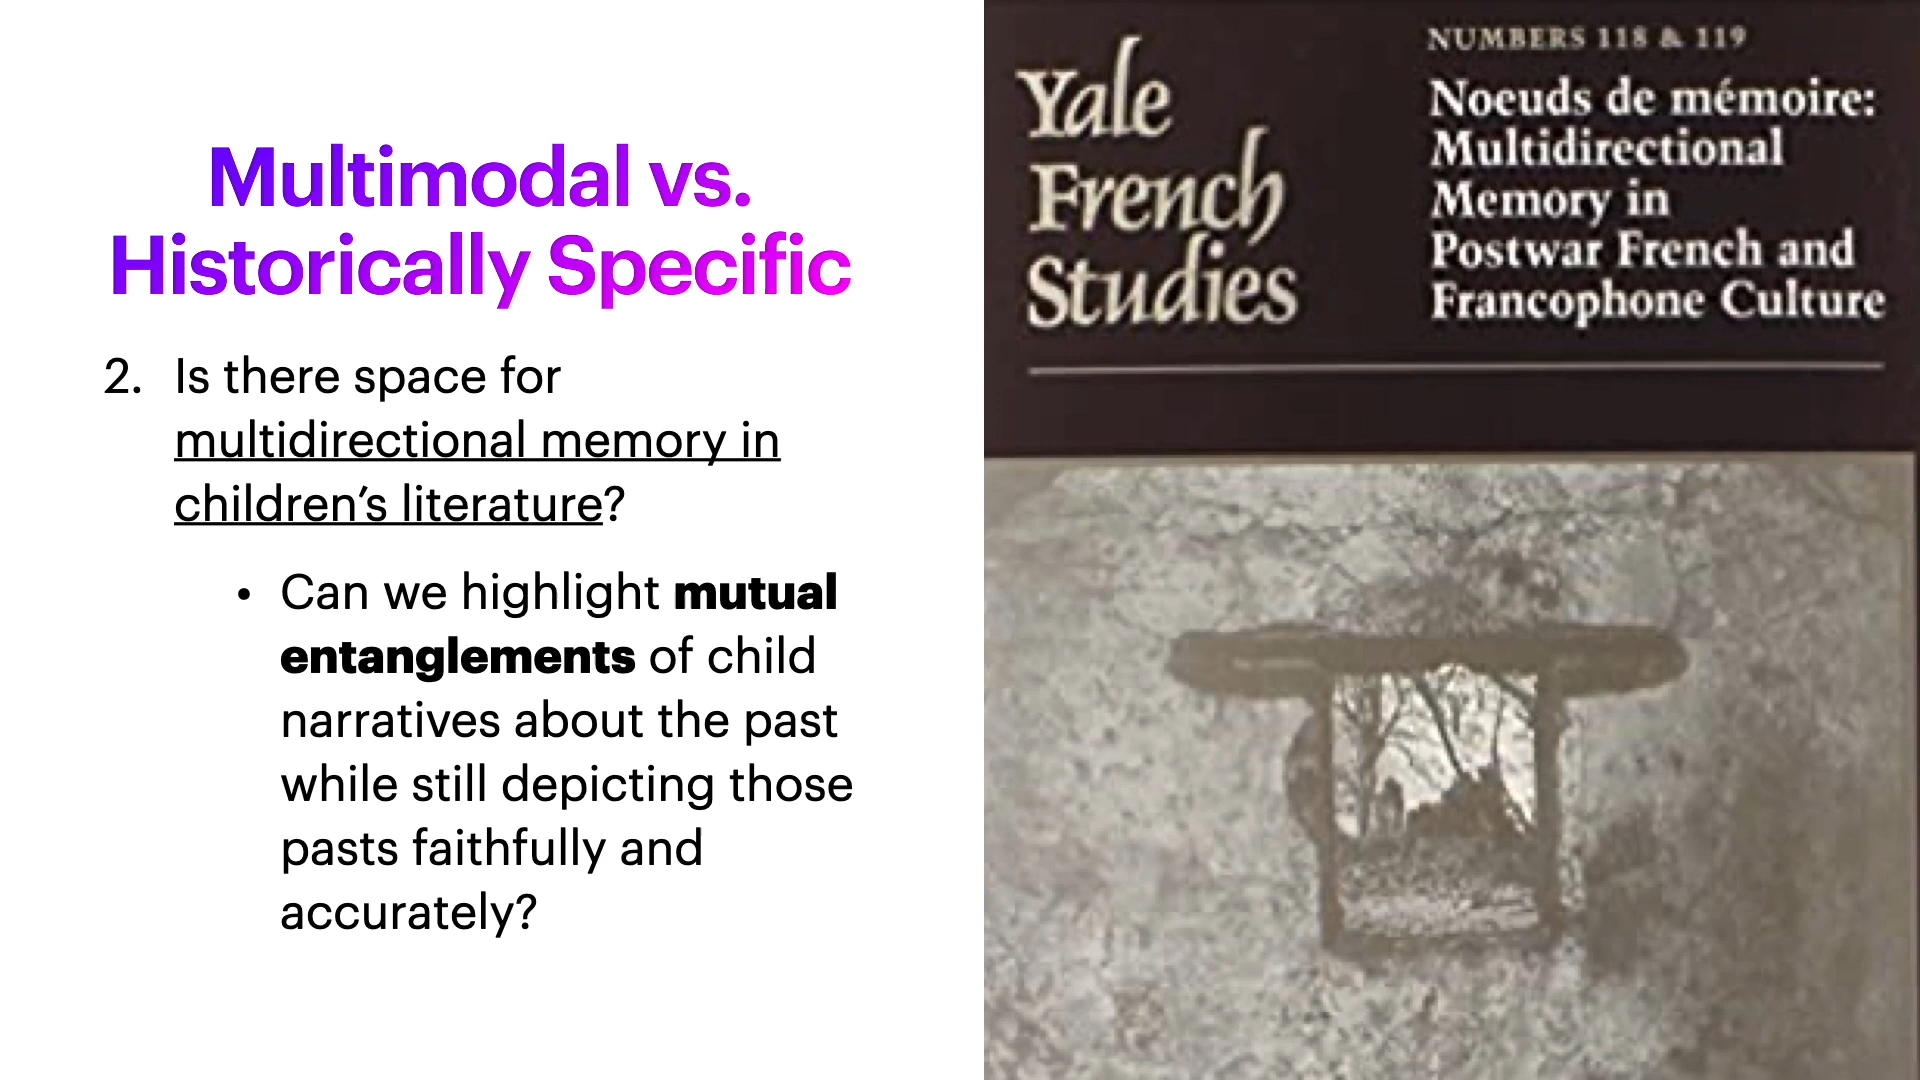 Multimodal vs.
Historically Specific
2. Is there space for
multidirectional memory in
children’s literature?
• Can we highlight mutual
entanglements of child
narratives about the past
while still depicting those
pasts faithfully and
accurately?
Yale
French
Studies
NUMBERS 118 & 119
Noeuds de mémoire:
Multidirectional
Memory in
Postwar French and
Francophone Culture